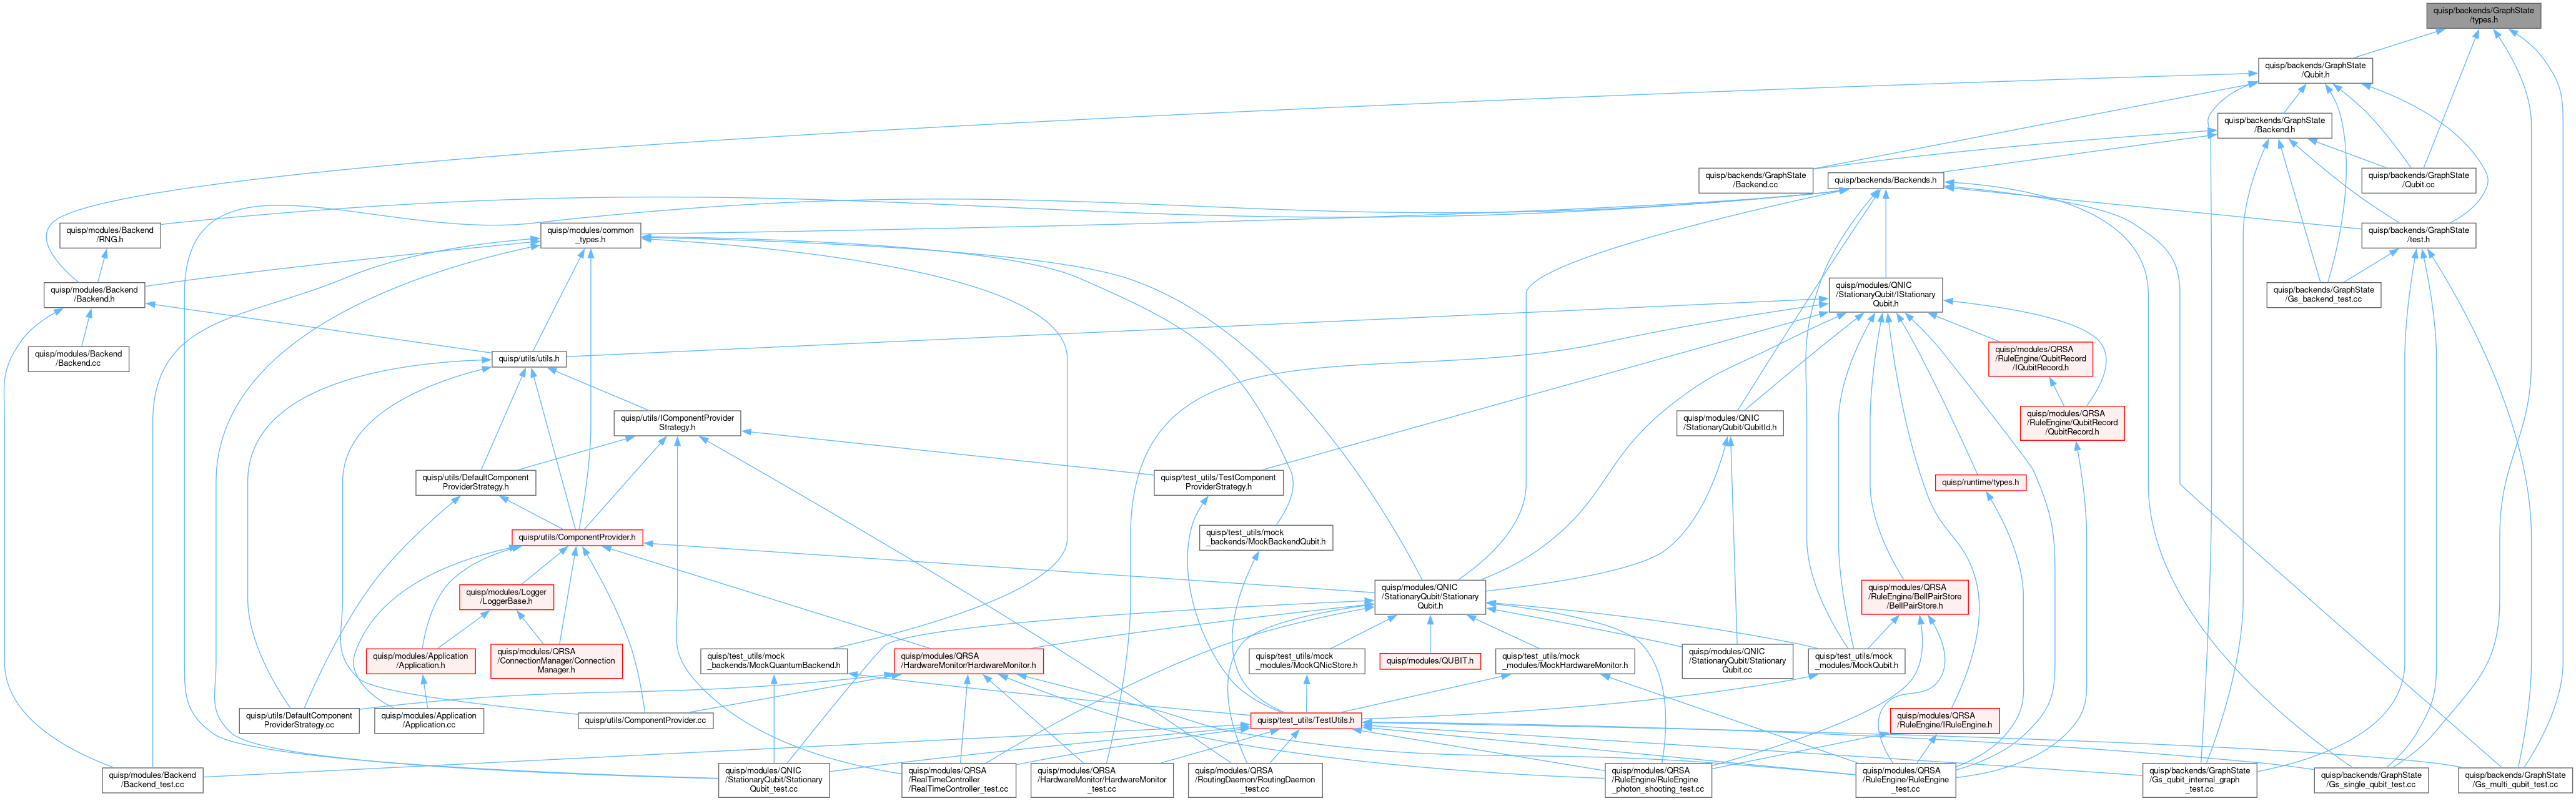 quisp/backends/GraphState
/types.h
quisp/backends/GraphState
/Qubit.h
quisp/backends/GraphState
/Backend.h
quisp/backends/GraphState
/Backend.cc
quisp/backends/Backends.h
quisp/backends/GraphState
/Qubit.cc
quisp/modules/Backend
/RNG.h
quisp/modules/common
_types.h
quisp/backends/GraphState
/test.h
quisp/modules/Backend
/Backend.h
quisp/modules/QNIC
/StationaryQubit/IStationary
Qubit.h
quisp/backends/GraphState
/Gs_backend_test.cc
quisp/modules/Backend
/Backend.cc
quisp/utils/utils.h
quisp/modules/QRSA
/RuleEngine/QubitRecord
/IQubitRecord.h
quisp/utils/IComponentProvider
Strategy.h
quisp/modules/QNIC
/StationaryQubit/QubitId.h
quisp/modules/QRSA
/RuleEngine/QubitRecord
/QubitRecord.h
quisp/utils/DefaultComponent
ProviderStrategy.h
quisp/test_utils/TestComponent
ProviderStrategy.h
quisp/runtime/types.h
quisp/utils/ComponentProvider.h
quisp/test_utils/mock
_backends/MockBackendQubit.h
quisp/modules/Logger
/LoggerBase.h
quisp/modules/QNIC
/StationaryQubit/Stationary
Qubit.h
quisp/modules/QRSA
/RuleEngine/BellPairStore
/BellPairStore.h
quisp/modules/Application
/Application.h
quisp/modules/QRSA
/ConnectionManager/Connection
Manager.h
quisp/test_utils/mock
_backends/MockQuantumBackend.h
quisp/modules/QRSA
/HardwareMonitor/HardwareMonitor.h
quisp/test_utils/mock
_modules/MockQNicStore.h
quisp/modules/QUBIT.h
quisp/test_utils/mock
_modules/MockHardwareMonitor.h
quisp/modules/QNIC
/StationaryQubit/Stationary
Qubit.cc
quisp/test_utils/mock
_modules/MockQubit.h
quisp/utils/DefaultComponent
ProviderStrategy.cc
quisp/modules/Application
/Application.cc
quisp/utils/ComponentProvider.cc
quisp/test_utils/TestUtils.h
quisp/modules/QRSA
/RuleEngine/IRuleEngine.h
quisp/modules/Backend
/Backend_test.cc
quisp/modules/QNIC
/StationaryQubit/Stationary
Qubit_test.cc
quisp/modules/QRSA
/RealTimeController
/RealTimeController_test.cc
quisp/modules/QRSA
/HardwareMonitor/HardwareMonitor
_test.cc
quisp/modules/QRSA
/RoutingDaemon/RoutingDaemon
_test.cc
quisp/modules/QRSA
/RuleEngine/RuleEngine
_photon_shooting_test.cc
quisp/modules/QRSA
/RuleEngine/RuleEngine
_test.cc
quisp/backends/GraphState
/Gs_qubit_internal_graph
_test.cc
quisp/backends/GraphState
/Gs_single_qubit_test.cc
quisp/backends/GraphState
/Gs_multi_qubit_test.cc